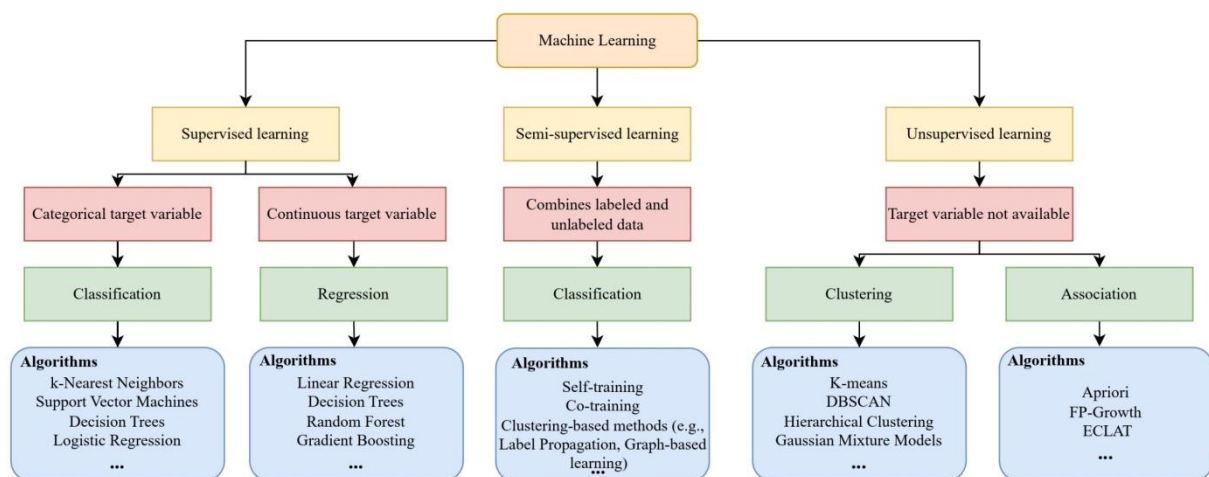 Machine Learning
Supervised learning
Semi-supervised learning
Unsupervised learning
Categorical target variable
Continuous target variable
Combines labeled and
unlabeled data
Target variable not available
Classification
Regression
Classification
Clustering
Association
Algorithms
k-Nearest Neighbors
Support Vector Machines
Decision Trees
Logistic Regression
...
Algorithms
Linear Regression
Decision Trees
Random Forest
Gradient Boosting
...
Algorithms
Self-training
Co-training
Clustering-based methods (e.g.,
Label Propagation, Graph-based
learning)
...
Algorithms
K-means
DBSCAN
Hierarchical Clustering
Gaussian Mixture Models
...
Algorithms
Apriori
FP-Growth
ECLAT
...